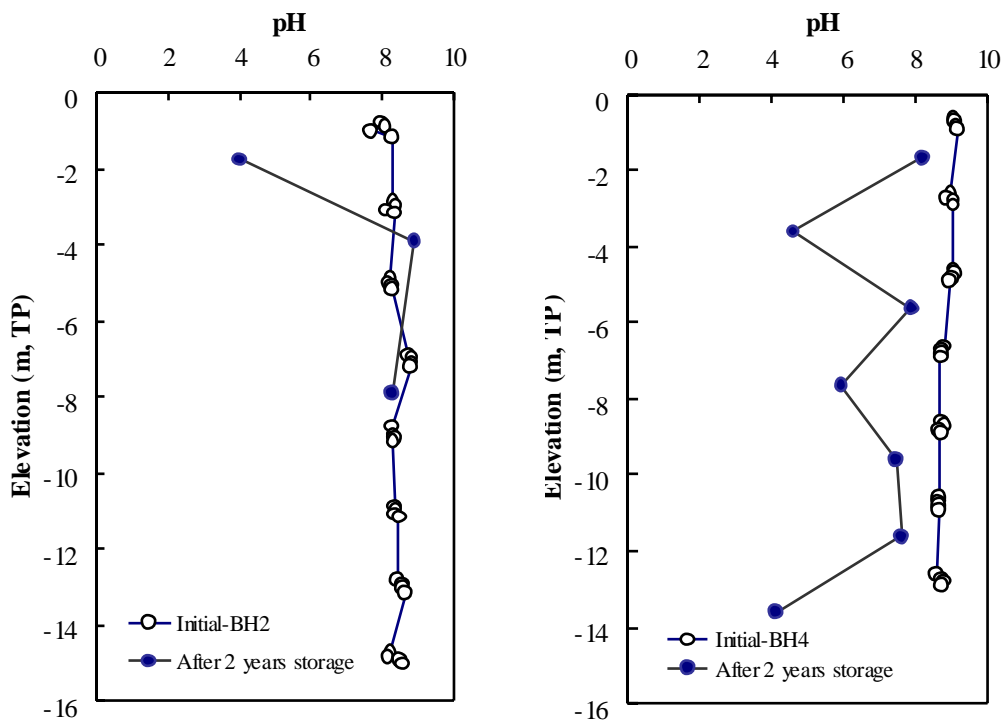 pH
0 2 4 6 8 10
0
-2
-4
-6
-8
-10
-12
-14
-16
Elevation (m, TP)
Initial-BH2
After 2 years storage
pH
0 2 4 6 8 10
0
-2
-4
-6
-8
-10
-12
-14
-16
Elevation (m, TP)
Initial-BH4
After 2 years storage